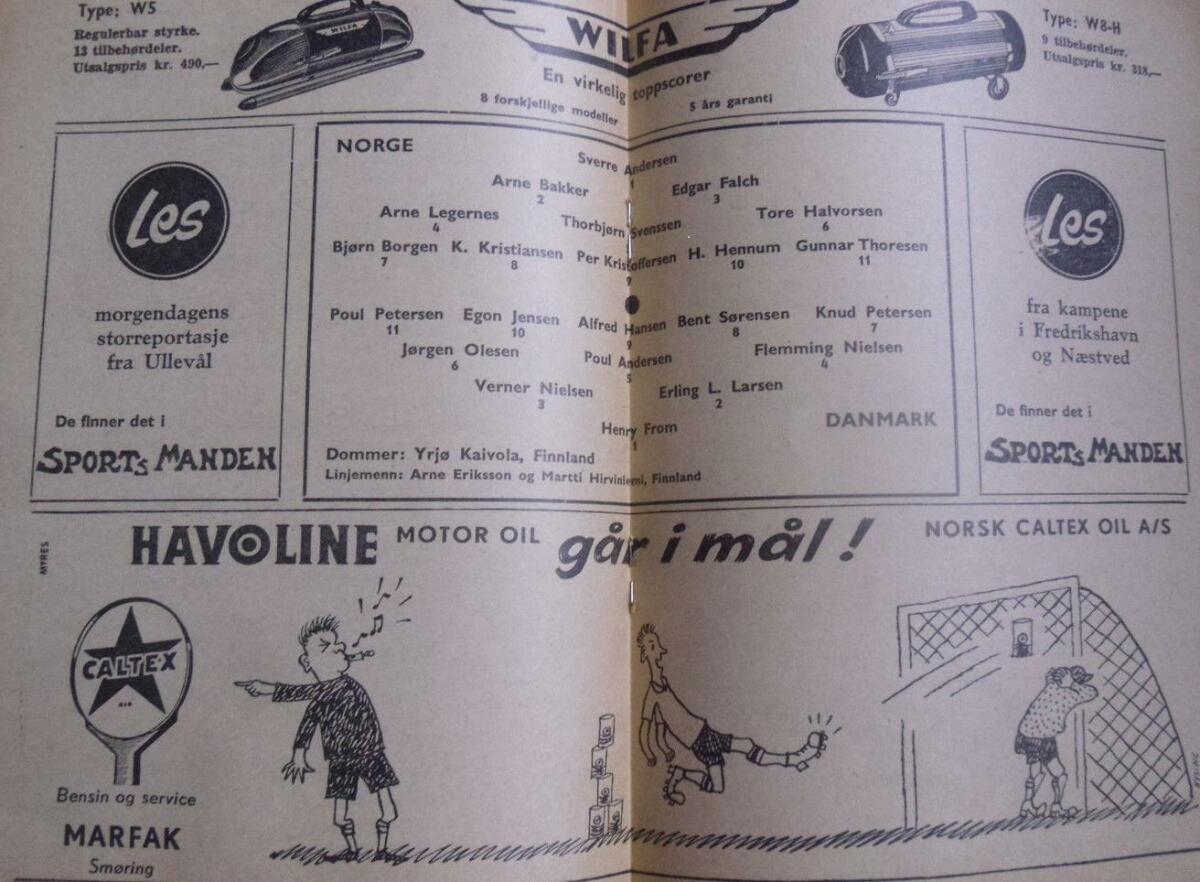 Type: W5
Regulerbar styrke.
13 tilbehørdeler.
Utsalgspris kr. 490,—
WILFA
WILFA
En virkelig toppscorer
8 forskjellige modeller
5 års garanti
Type: W8-H
9 tilbehørdeler.
Utsalgspris kr. 318,—
Les
morgendagens
storreportasje
fra Ullevål
De finner det i
SPORTSMANDEN
NORGE
Sverre Andersen
1
Arne Bakker Edgar Falch
2 3
Arne Legernes Thorbjørn Svenssen Tore Halvorsen
4 6
Bjørn Borgen K. Kristiansen Per Kristoffersen H. Hennum Gunnar Thoresen
7 8 9 10 11
Poul Petersen Egon Jensen Alfred Hansen Bent Sørensen Knud Petersen
11 10 9 8 7
Jørgen Olesen Poul Andersen Flemming Nielsen
6 5 4
Verner Nielsen Erling L. Larsen
3 2
DANMARK
Henry From
1
Dommer: Yrjø Kaivola, Finnland
Linjemenn: Arne Eriksson og Martti Hirviniemi, Finnland
Les
fra kampene
i Fredrikshavn
og Næstved
De finner det i
SPORTSMANDEN
HAVOLINE MOTOR OIL går i mål! NORSK CALTEX OIL A/S
MYRES
CALTEX
Bensin og service
MARFAK
Smøring